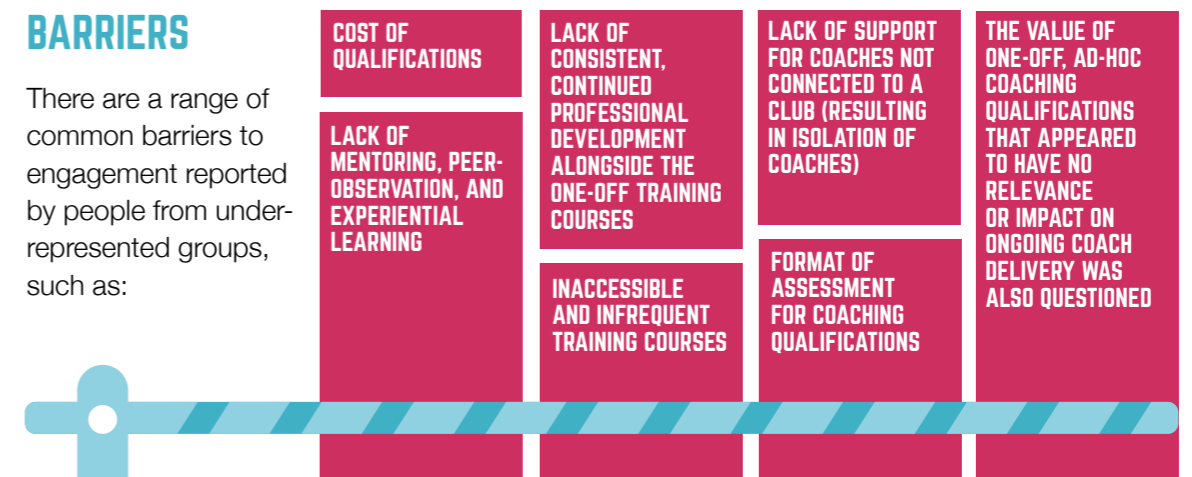 BARRIERS
There are a range of
common barriers to
engagement reported
by people from under-
represented groups,
such as:
COST OF
QUALIFICATIONS
LACK OF
MENTORING, PEER-
OBSERVATION, AND
EXPERIENTIAL
LEARNING
LACK OF
CONSISTENT,
CONTINUED
PROFESSIONAL
DEVELOPMENT
ALONGSIDE THE
ONE-OFF TRAINING
COURSES
INACCESSIBLE
AND INFREQUENT
TRAINING COURSES
LACK OF SUPPORT
FOR COACHES NOT
CONNECTED TO A
CLUB (RESULTING
IN ISOLATION OF
COACHES)
FORMAT OF
ASSESSMENT
FOR COACHING
QUALIFICATIONS
THE VALUE OF
ONE-OFF, AD-HOC
COACHING
QUALIFICATIONS
THAT APPEARED
TO HAVE NO
RELEVANCE
OR IMPACT ON
ONGOING COACH
DELIVERY WAS
ALSO QUESTIONED